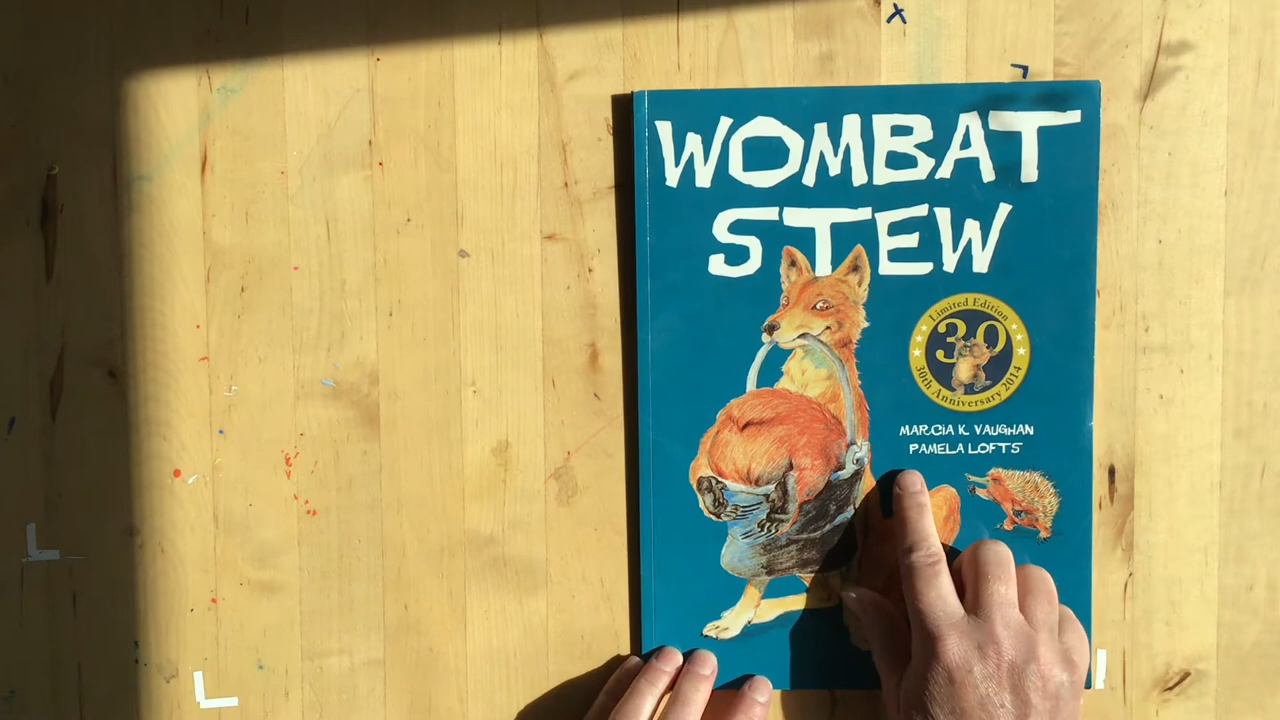 WOMBAT
STEW
Limited Edition
30
30th Anniversary 2014
MARCIA K. VAUGHAN
PAMELA LOFTS